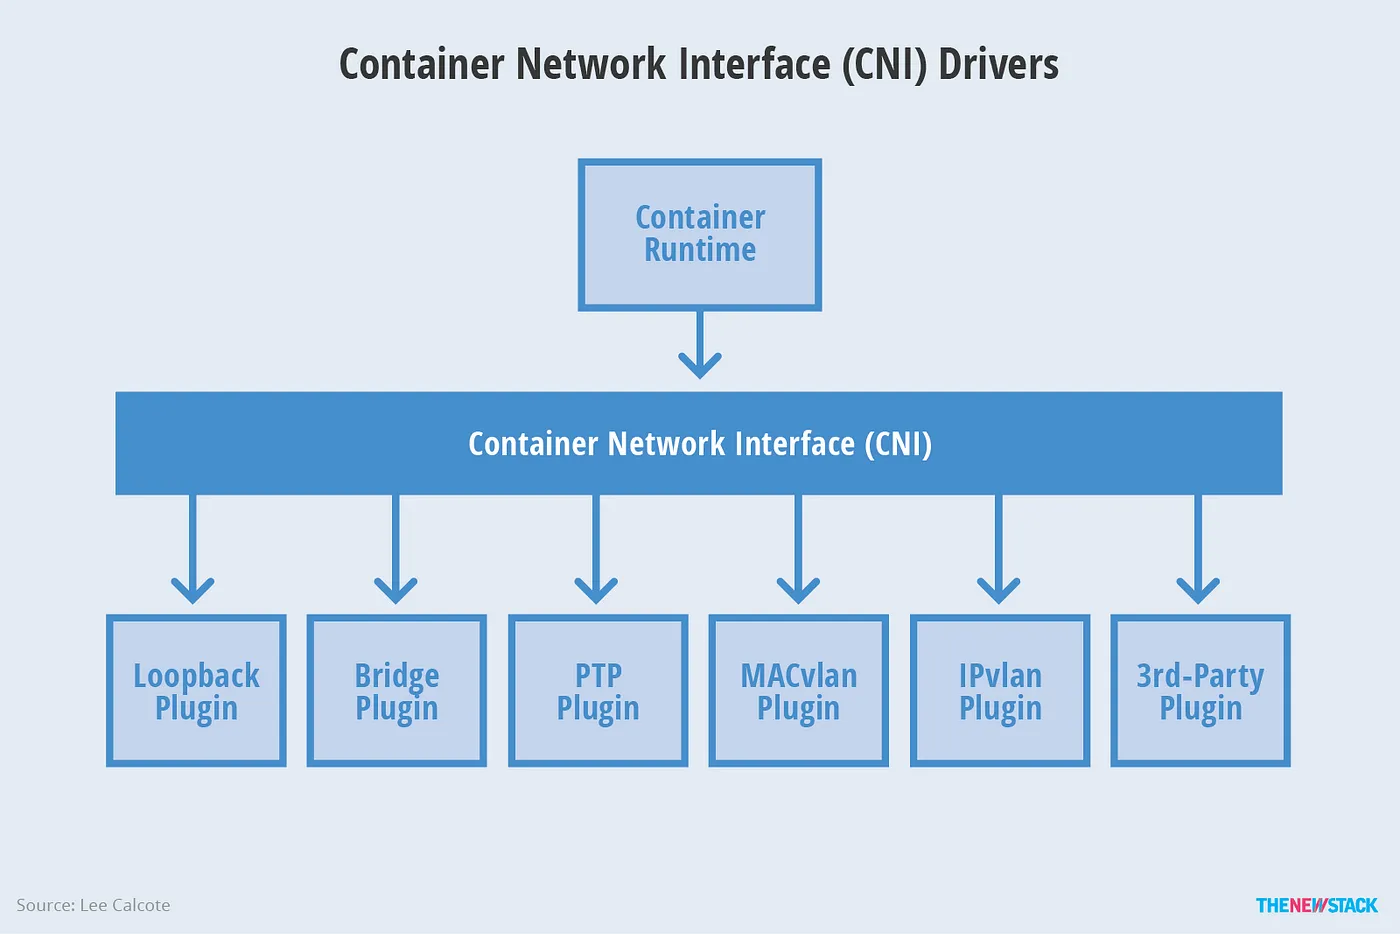 Container Network Interface (CNI) Drivers
Container
Runtime
Container Network Interface (CNI)
Loopback
Plugin
Bridge
Plugin
PTP
Plugin
MACvlan
Plugin
IPvlan
Plugin
3rd-Party
Plugin
Source: Lee Calcote
THENEWSTACK